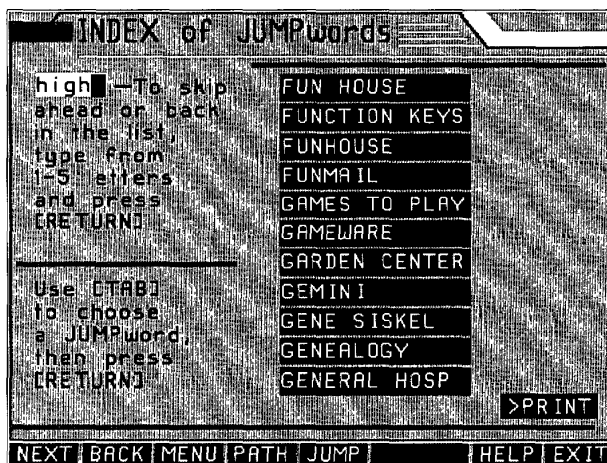 INDEX of JUMPwords
high —To skip
ahead or back
in the list,
type from
1-5 letters
and press
[RETURN]
Use [TAB]
to choose
a JUMPword,
then press
[RETURN]
FUN HOUSE
FUNCTION KEYS
FUNHOUSE
FUNMAIL
GAMES TO PLAY
GAMEWARE
GARDEN CENTER
GEMINI
GENE SISKEL
GENEALOGY
GENERAL HOSP
>PRINT
NEXT BACK MENU PATH JUMP HELP EXIT